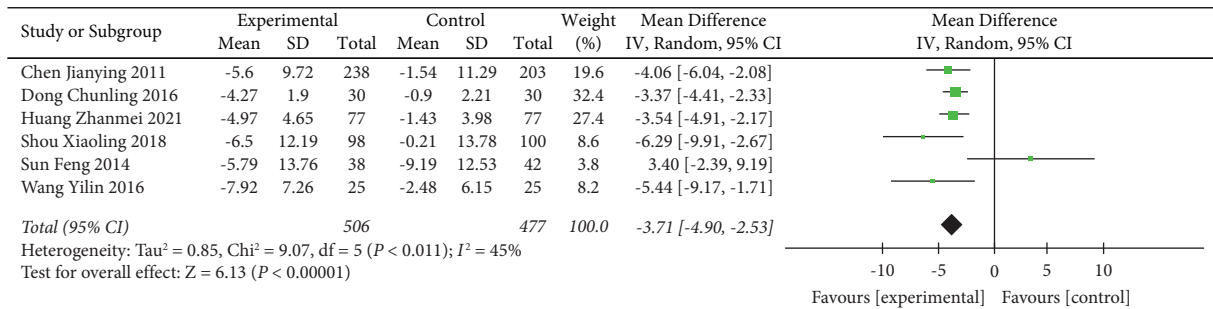 Study or Subgroup Experimental Control Weight Mean Difference Mean Difference
Mean SD Total Mean SD Total (%) IV, Random, 95% CI IV, Random, 95% CI
Chen Jianying 2011 -5.6 9.72 238 -1.54 11.29 203 19.6 -4.06 [-6.04, -2.08]
Dong Chunling 2016 -4.27 1.9 30 -0.9 2.21 30 32.4 -3.37 [-4.41, -2.33]
Huang Zhanmei 2021 -4.97 4.65 77 -1.43 3.98 77 27.4 -3.54 [-4.91, -2.17]
Shou Xiaoling 2018 -6.5 12.19 98 -0.21 13.78 100 8.6 -6.29 [-9.91, -2.67]
Sun Feng 2014 -5.79 13.76 38 -9.19 12.53 42 3.8 3.40 [-2.39, 9.19]
Wang Yilin 2016 -7.92 7.26 25 -2.48 6.15 25 8.2 -5.44 [-9.17, -1.71]
Total (95% CI) 506 477 100.0 -3.71 [-4.90, -2.53]
Heterogeneity: Tau² = 0.85, Chi² = 9.07, df = 5 (P < 0.011); I² = 45%
Test for overall effect: Z = 6.13 (P < 0.00001)
-10 -5 0 5 10
Favours [experimental] Favours [control]